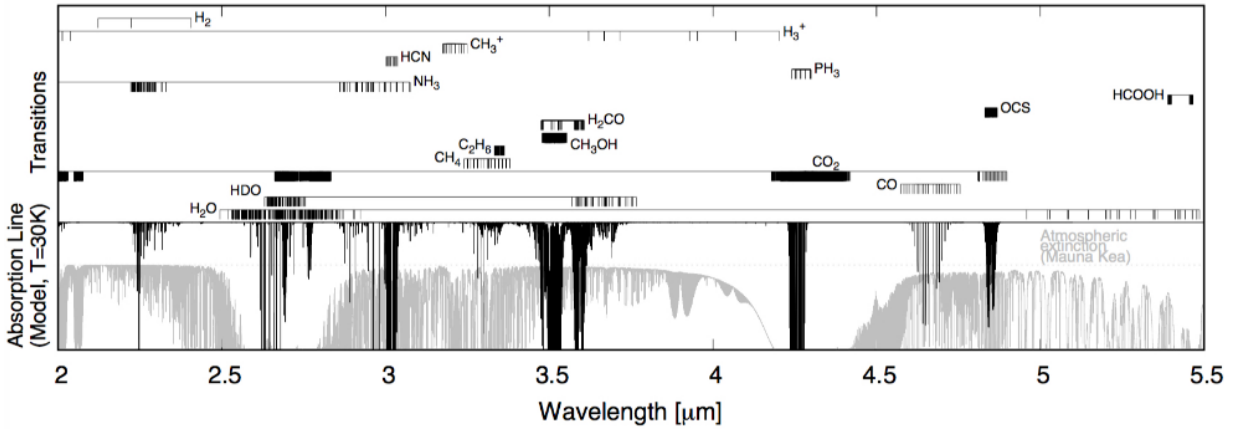 H2
H3+
CH3+
HCN
PH3
NH3
HCOOH
OCS
H2CO
CH3OH
C2H6
CH4
CO2
CO
HDO
H2O
Transitions
Absorption Line
(Model, T=30K)
Atmospheric
extinction
(Mauna Kea)
2 2.5 3 3.5 4 4.5 5 5.5
Wavelength [μm]